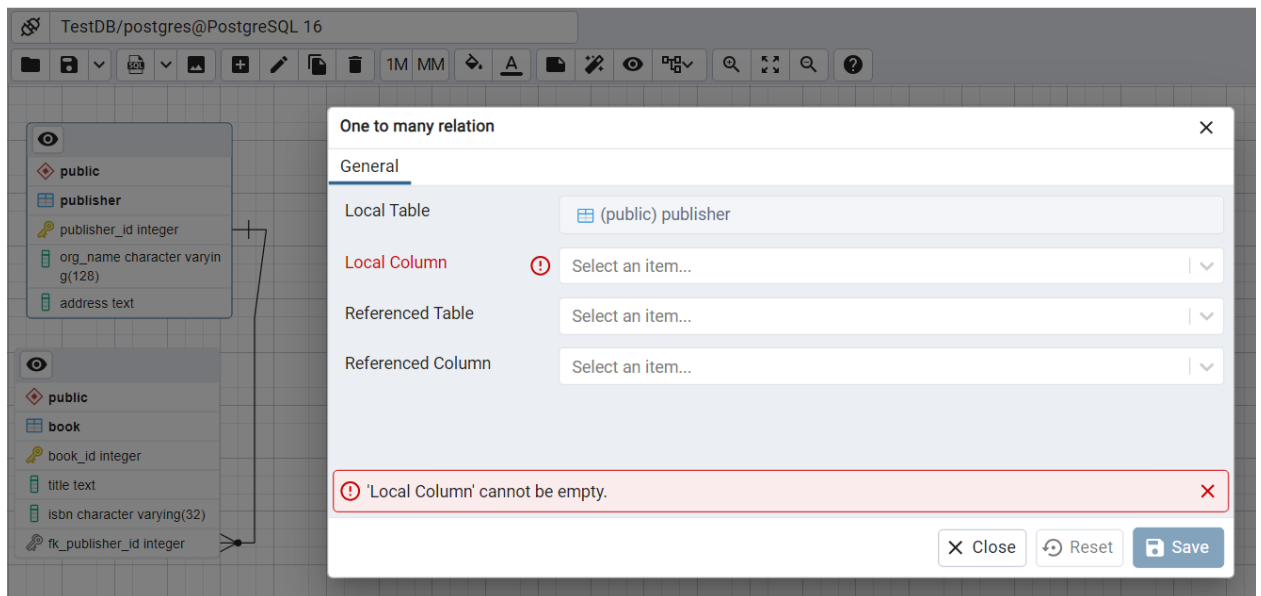 TestDB/postgres@PostgreSQL 16
SQL
1M MM
A
One to many relation
General
public
publisher
publisher_id integer
org_name character varyin
g(128)
address text
Local Table
(public) publisher
Local Column
Select an item...
Referenced Table
Select an item...
Referenced Column
Select an item...
public
book
book_id integer
title text
isbn character varying(32)
fk_publisher_id integer
'Local Column' cannot be empty.
Close
Reset
Save